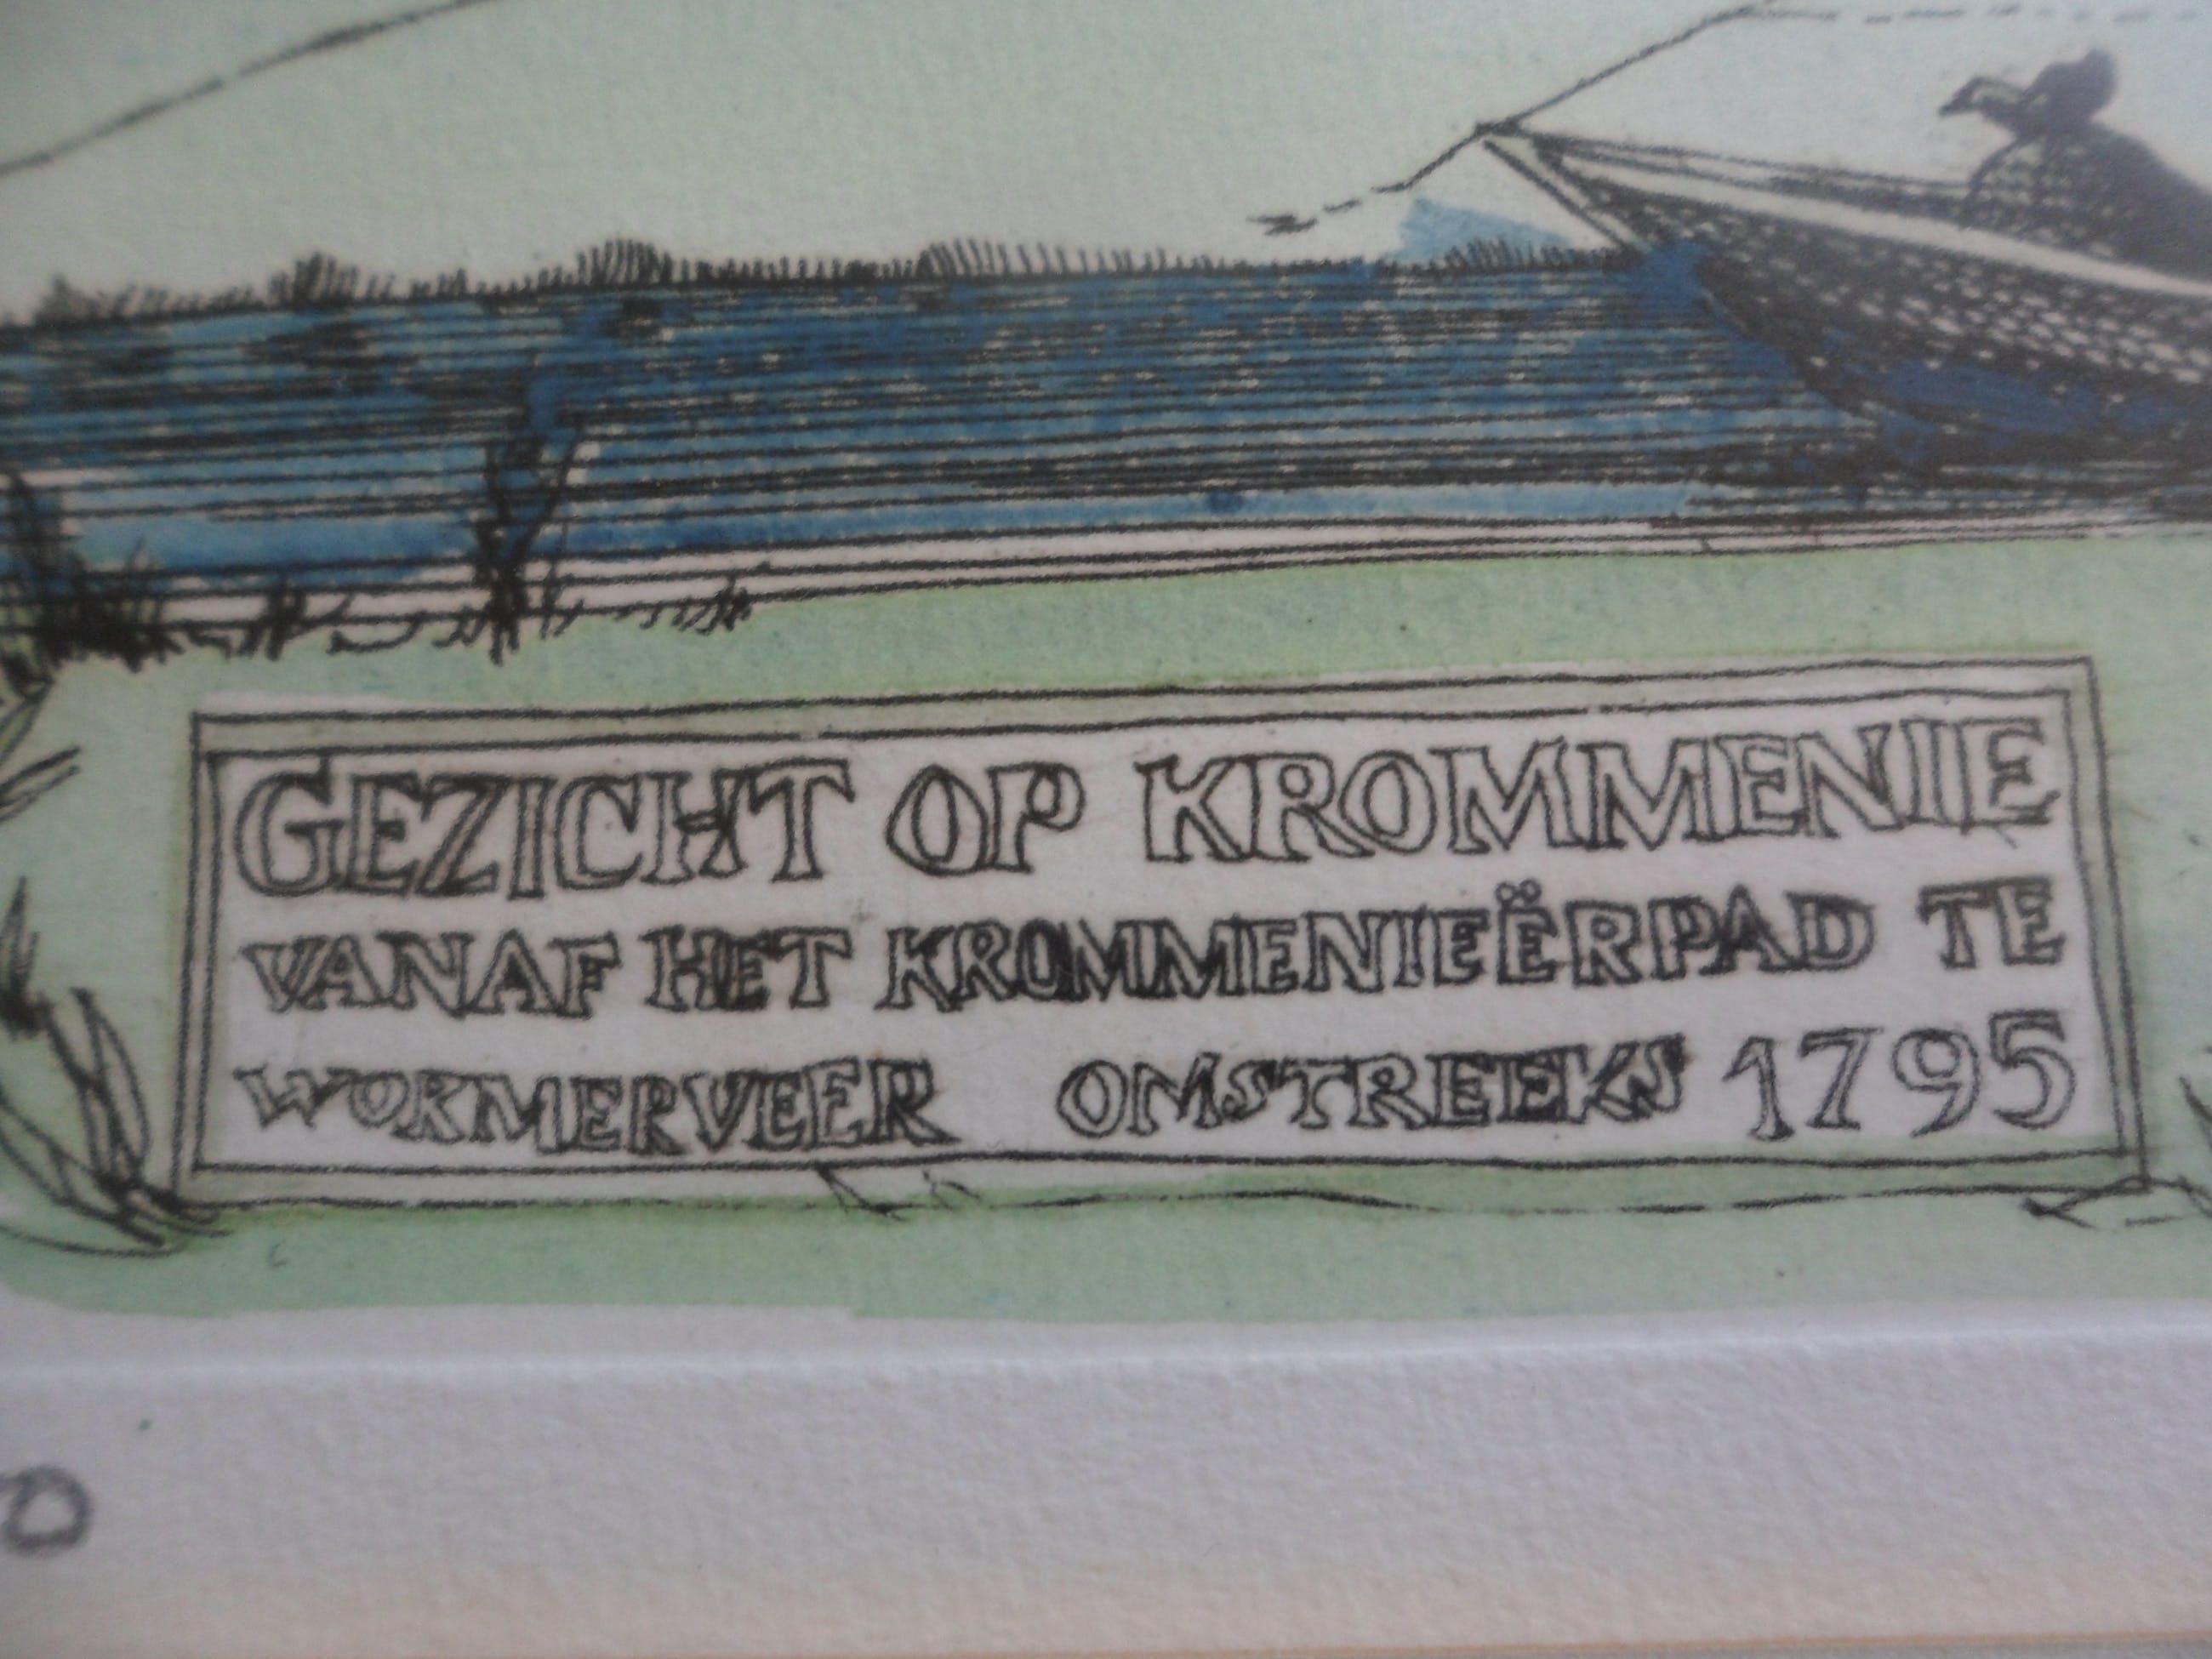 GEZICHT OP KROMMENIE
VANAF HET KROMMENIEËRPAD TE
WORMERVEER OMSTREEKS 1795